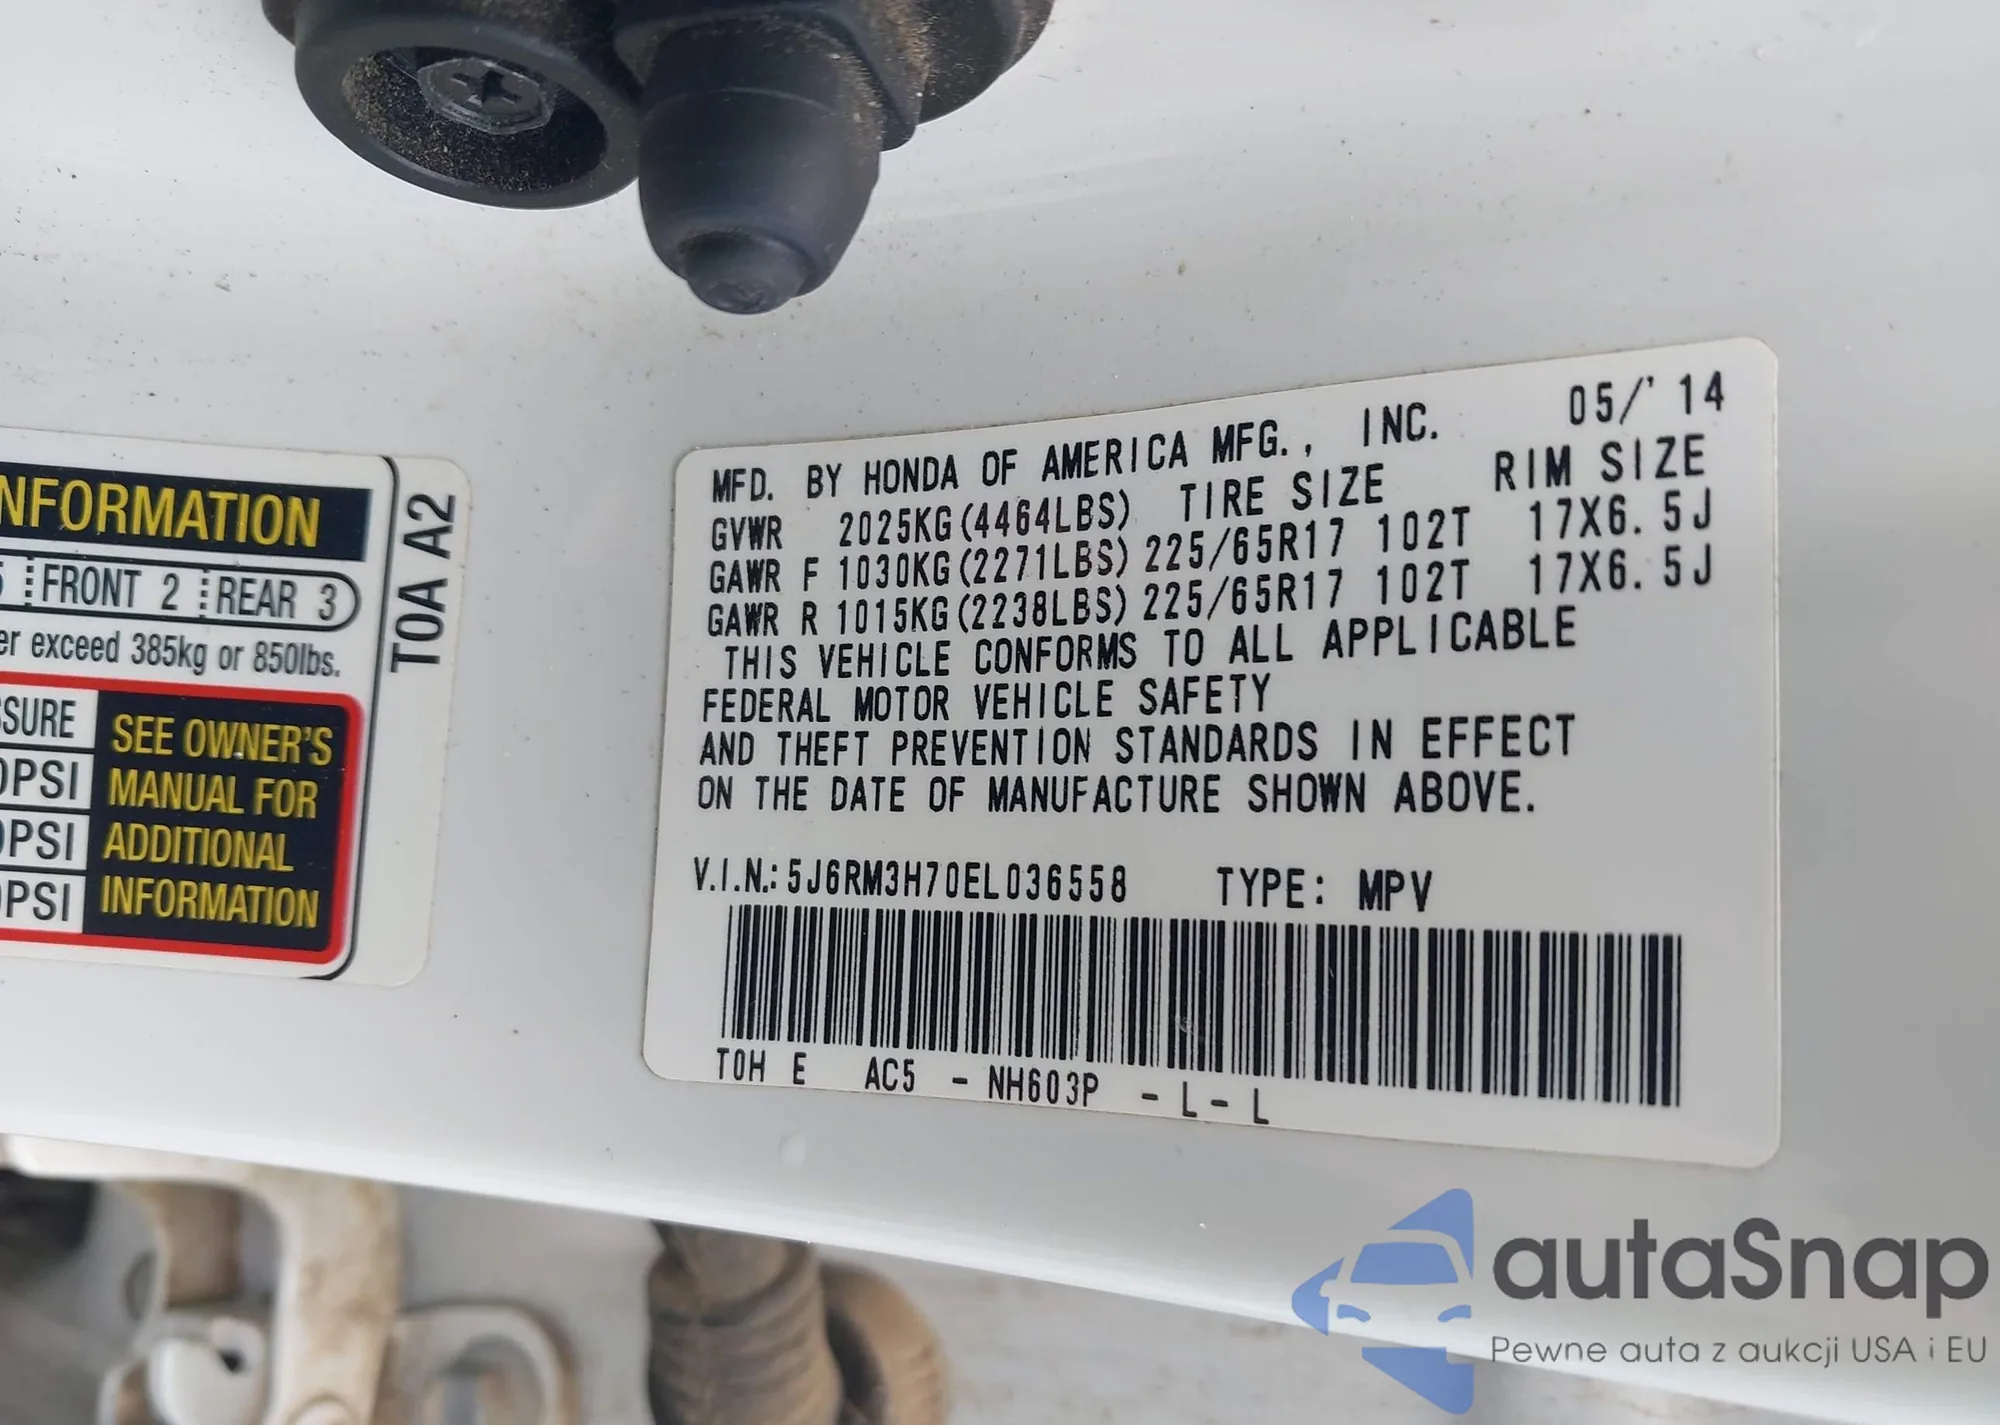 NFORMATION
FRONT 2 REAR 3
er exceed 385kg or 850lbs.
SSURE
PSI
PSI
PSI
SEE OWNER'S
MANUAL FOR
ADDITIONAL
INFORMATION
T0A A2
MFD. BY HONDA OF AMERICA MFG., INC. 05/'14
GVWR 2025KG(4464LBS) TIRE SIZE RIM SIZE
GAWR F 1030KG(2271LBS) 225/65R17 102T 17X6.5J
GAWR R 1015KG(2238LBS) 225/65R17 102T 17X6.5J
THIS VEHICLE CONFORMS TO ALL APPLICABLE
FEDERAL MOTOR VEHICLE SAFETY
AND THEFT PREVENTION STANDARDS IN EFFECT
ON THE DATE OF MANUFACTURE SHOWN ABOVE.
V.I.N.: 5J6RM3H70EL036558 TYPE: MPV
T0H E AC5 - NH603P - L - L
autaSnap
Pewne auta z aukcji USA i EU